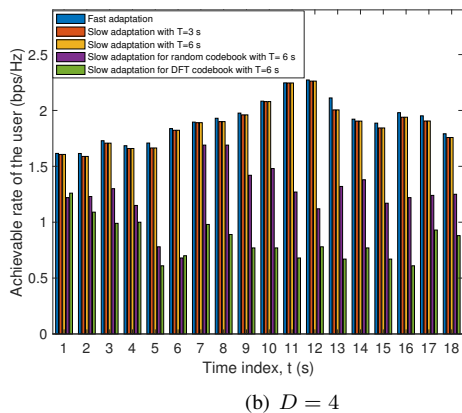 Fast adaptation
Slow adaptation with T=3 s
Slow adaptation with T=6 s
Slow adaptation for random codebook with T= 6 s
Slow adaptation for DFT codebook with T=6 s
Achievable rate of the user (bps/Hz)
2.5
2
1.5
1
0.5
0
1 2 3 4 5 6 7 8 9 10 11 12 13 14 15 16 17 18
Time index, t (s)
(b) D = 4